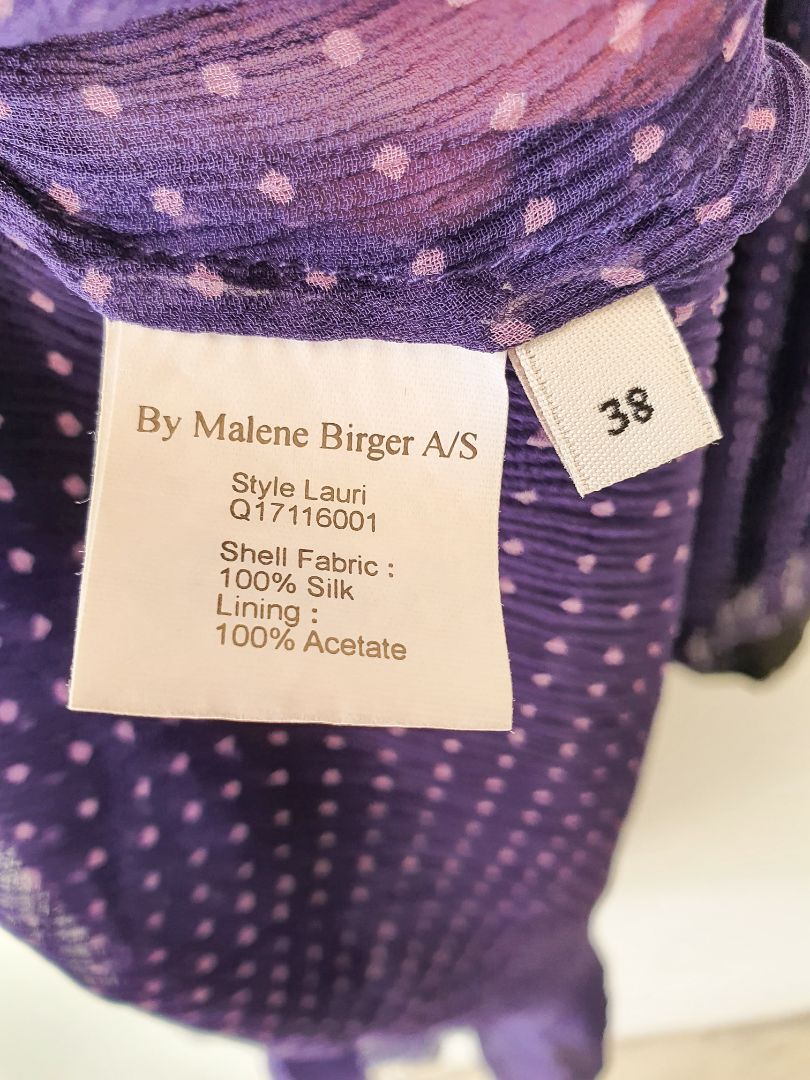 By Malene Birger A/S
Style Lauri
Q17116001
Shell Fabric :
100% Silk
Lining :
100% Acetate
38